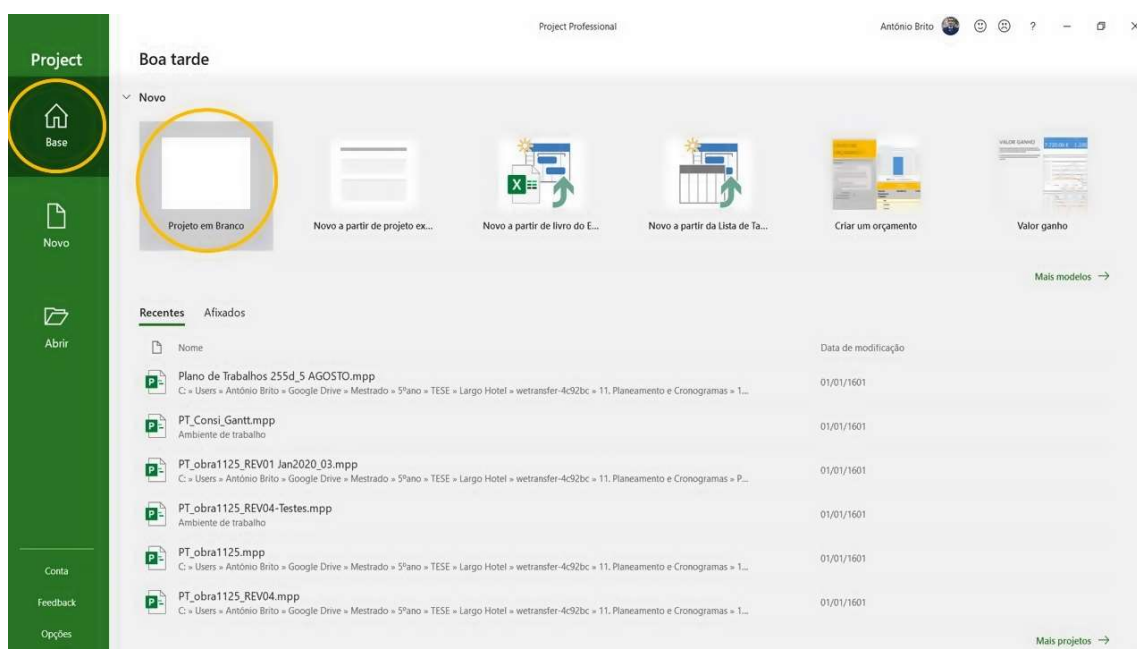 Project Professional
António Brito
?
Project
Boa tarde
Base
Novo
Projeto em Branco
Novo a partir de projeto ex...
Novo a partir de livro do E...
Novo a partir da Lista de Ta...
Criar um orçamento
VALOR GANHO
Valor ganho
Novo
Mais modelos
Abrir
Recentes
Afixados
Nome
Data de modificação
Plano de Trabalhos 255d_5 AGOSTO.mpp
C: » Users » António Brito » Google Drive » Mestrado » 5ºano » TESE » Largo Hotel » wetransfer-4c92bc » 11. Planeamento e Cronogramas » 1...
01/01/1601
PT_Consi_Gantt.mpp
Ambiente de trabalho
01/01/1601
PT_obra1125_REV01 Jan2020_03.mpp
C: » Users » António Brito » Google Drive » Mestrado » 5ºano » TESE » Largo Hotel » wetransfer-4c92bc » 11. Planeamento e Cronogramas » P...
01/01/1601
PT_obra1125_REV04-Testes.mpp
Ambiente de trabalho
01/01/1601
PT_obra1125.mpp
C: » Users » António Brito » Google Drive » Mestrado » 5ºano » TESE » Largo Hotel » wetransfer-4c92bc » 11. Planeamento e Cronogramas » 1...
01/01/1601
PT_obra1125_REV04.mpp
C: » Users » António Brito » Google Drive » Mestrado » 5ºano » TESE » Largo Hotel » wetransfer-4c92bc » 11. Planeamento e Cronogramas » 1...
01/01/1601
Conta
Feedback
Opções
Mais projetos